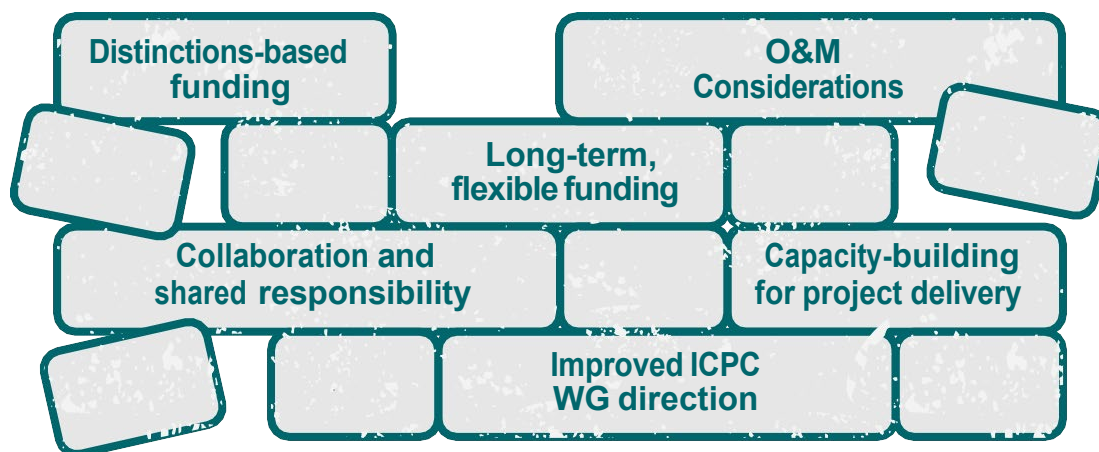 Distinctions-based
funding
O&M
Considerations
Long-term,
flexible funding
Collaboration and
shared responsibility
Capacity-building
for project delivery
Improved ICPC
WG direction